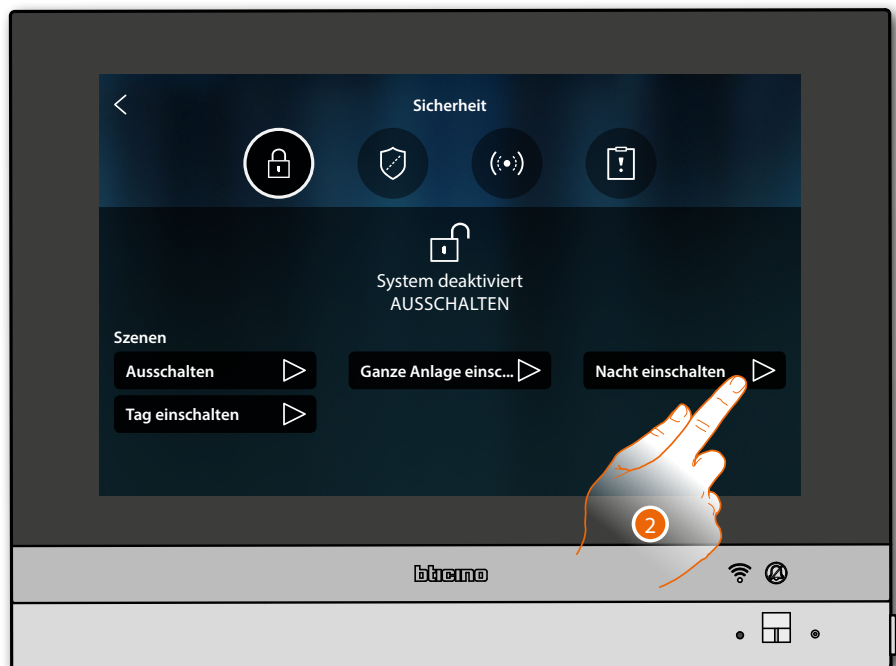 Sicherheit
System deaktiviert
AUSSCHALTEN
Szenen
Ausschalten
Ganze Anlage einsc...
Nacht einschalten
Tag einschalten
2
bticino